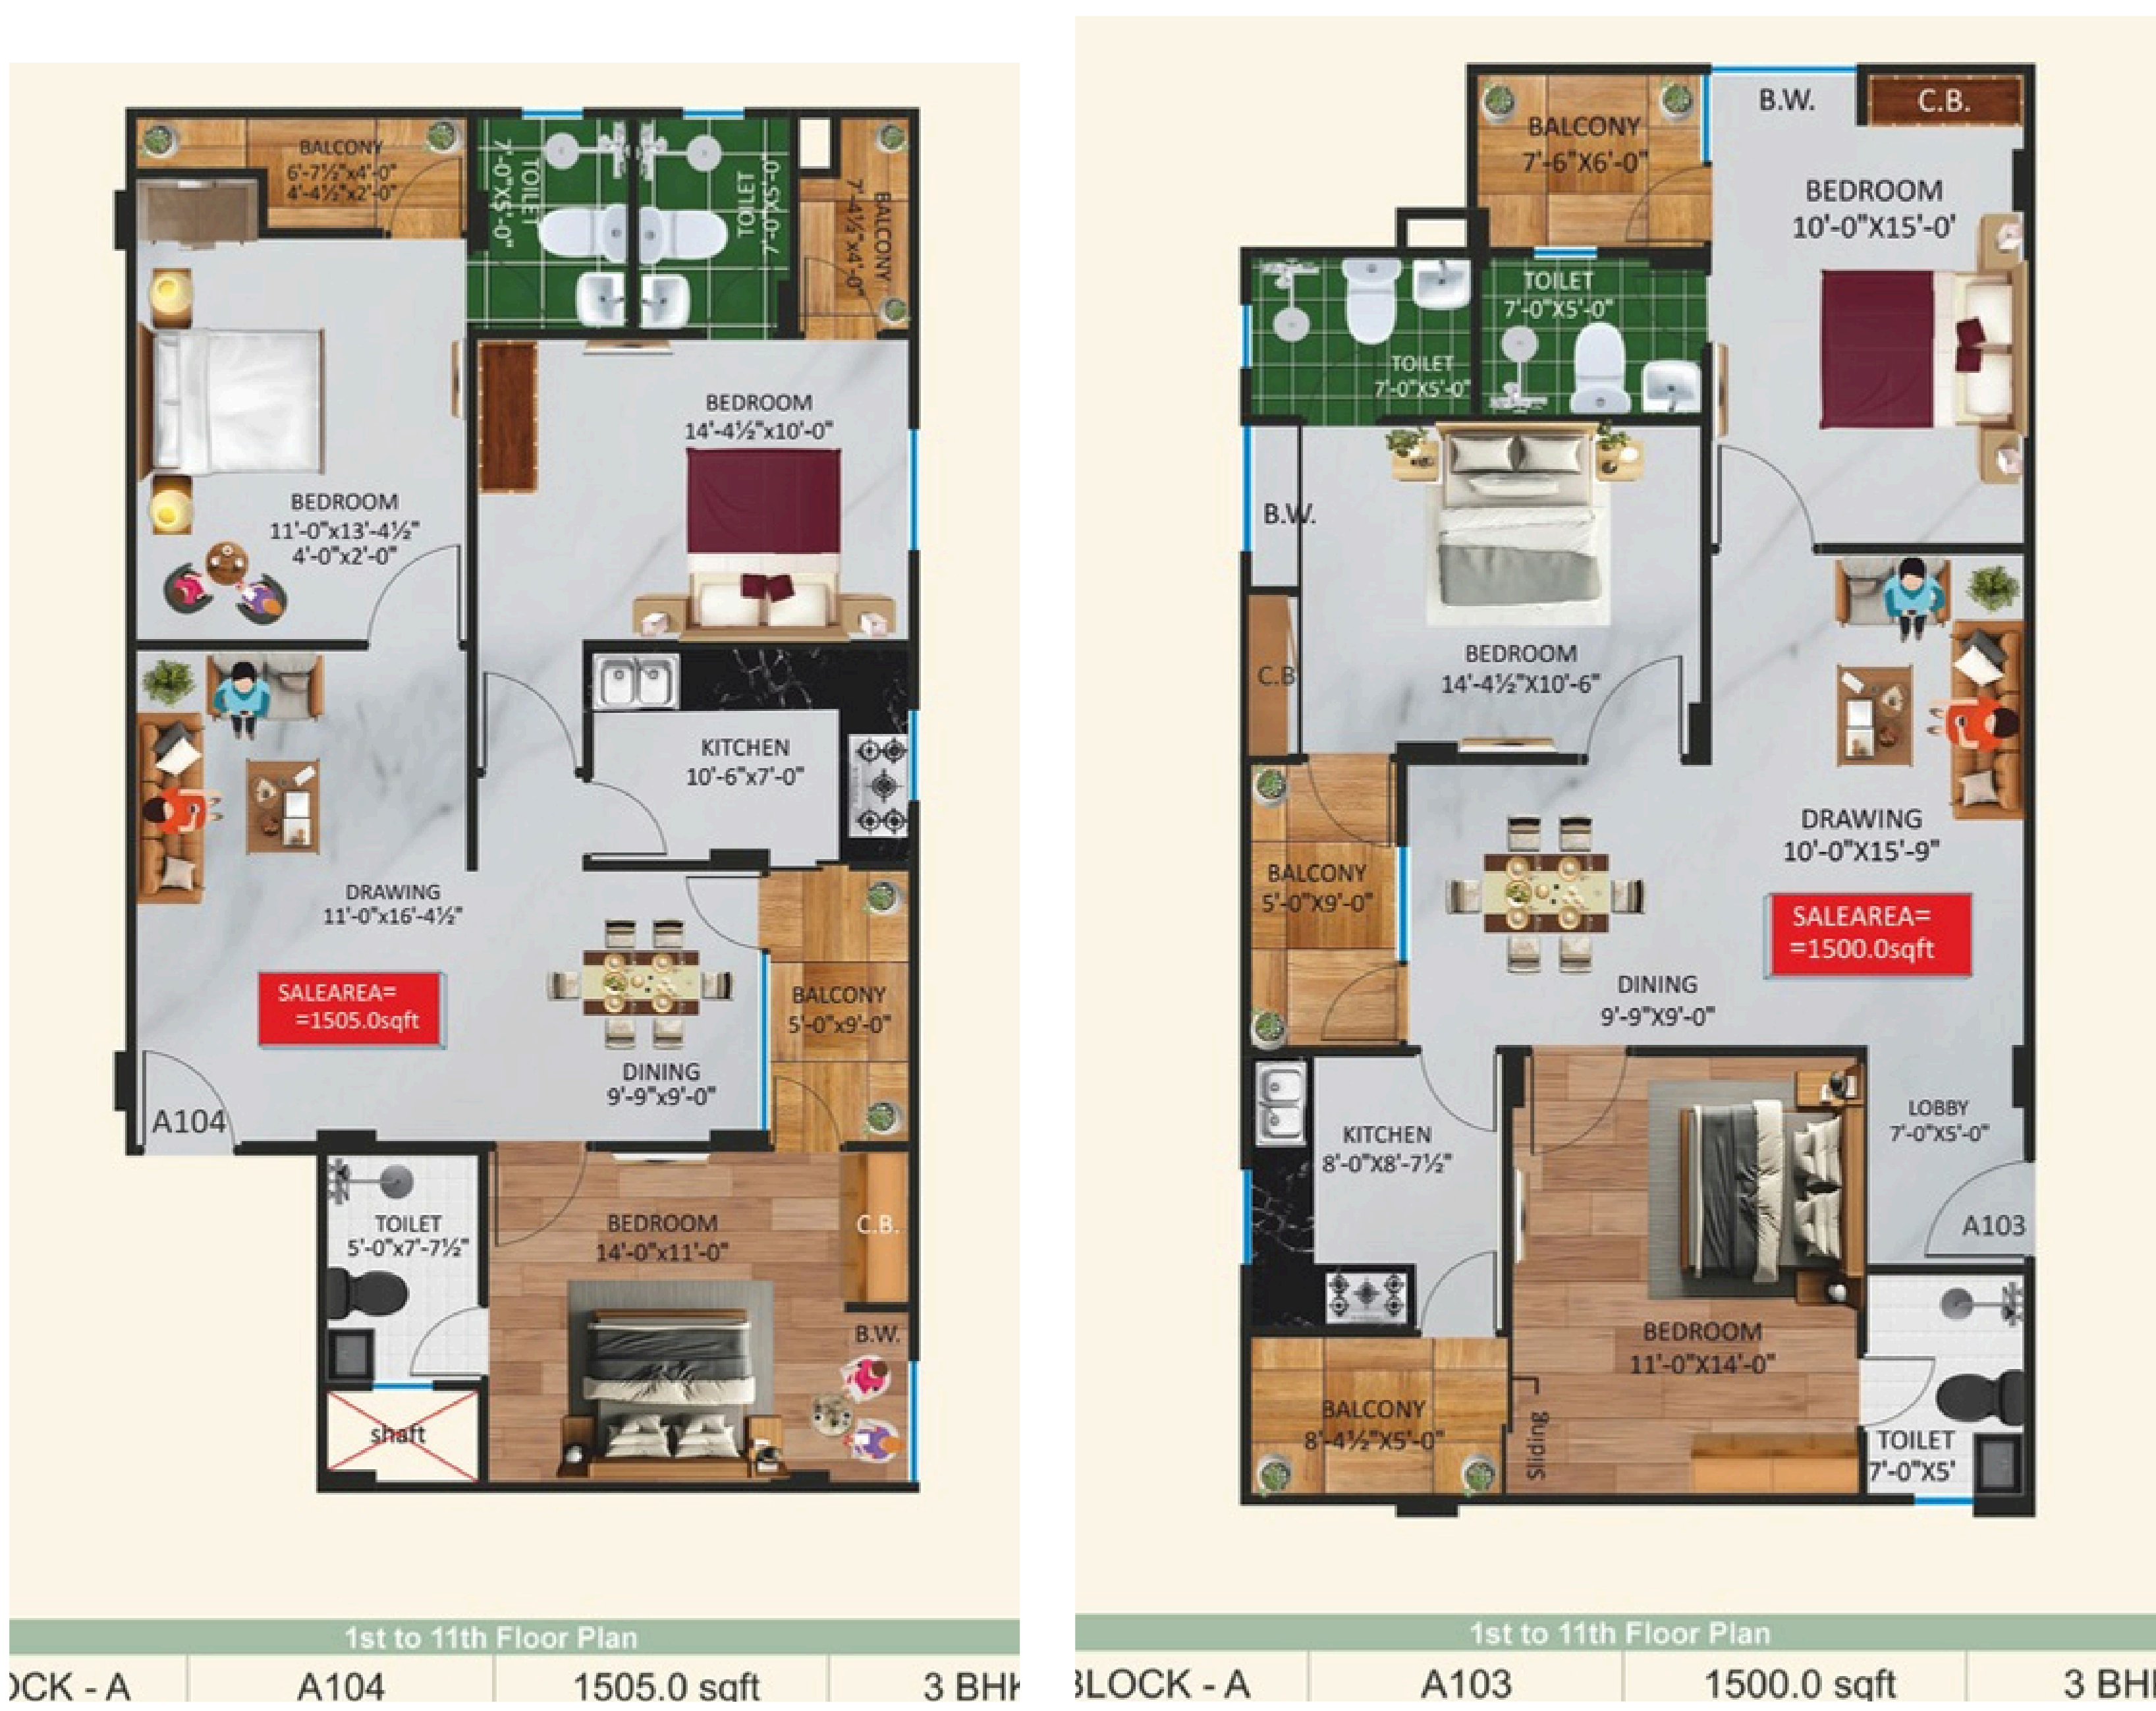 BALCONY
6'-7½"x4'-0"
4'-4½"x2'-0"
TOILET
7'-0"X5'-0"
TOILET
7'-0"X5'-0"
BALCONY
7'-4½"x4'-0"
BEDROOM
14'-4½"x10'-0"
BEDROOM
11'-0"x13'-4½"
4'-0"x2'-0"
KITCHEN
10'-6"x7'-0"
DRAWING
11'-0"x16'-4½"
SALEAREA=
=1505.0sqft
BALCONY
5'-0"x9'-0"
DINING
9'-9"x9'-0"
A104
TOILET
5'-0"x7'-7½"
BEDROOM
14'-0"x11'-0"
C.B.
B.W.
shaft
1st to 11th Floor Plan
OCK - A A104 1505.0 sqft 3 BHK
B.W.
C.B.
BALCONY
7'-6"X6'-0"
BEDROOM
10'-0"X15'-0'
TOILET
7'-0"X5'-0"
TOILET
7'-0"X5'-0"
B.W.
C.B
BEDROOM
14'-4½"X10'-6"
DRAWING
10'-0"X15'-9"
BALCONY
5'-0"X9'-0"
SALEAREA=
=1500.0sqft
DINING
9'-9"X9'-0"
LOBBY
7'-0"X5'-0"
KITCHEN
8'-0"X8'-7½"
A103
BEDROOM
11'-0"X14'-0"
BALCONY
8'-4½"X5'-0"
Sliding
TOILET
7'-0"X5'
1st to 11th Floor Plan
BLOCK - A A103 1500.0 sqft 3 BH